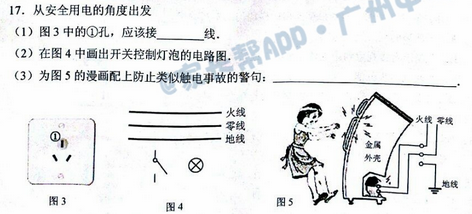 17. 从安全用电的角度出发
(1) 图3中的①孔，应该接______线.
(2) 在图4中画出开关控制灯泡的电路图.
(3) 为图5的漫画配上防止类似触电事故的警句：______
①
火线
零线
地线
金属
外壳
火线 零线
地线
图3
图4
图5